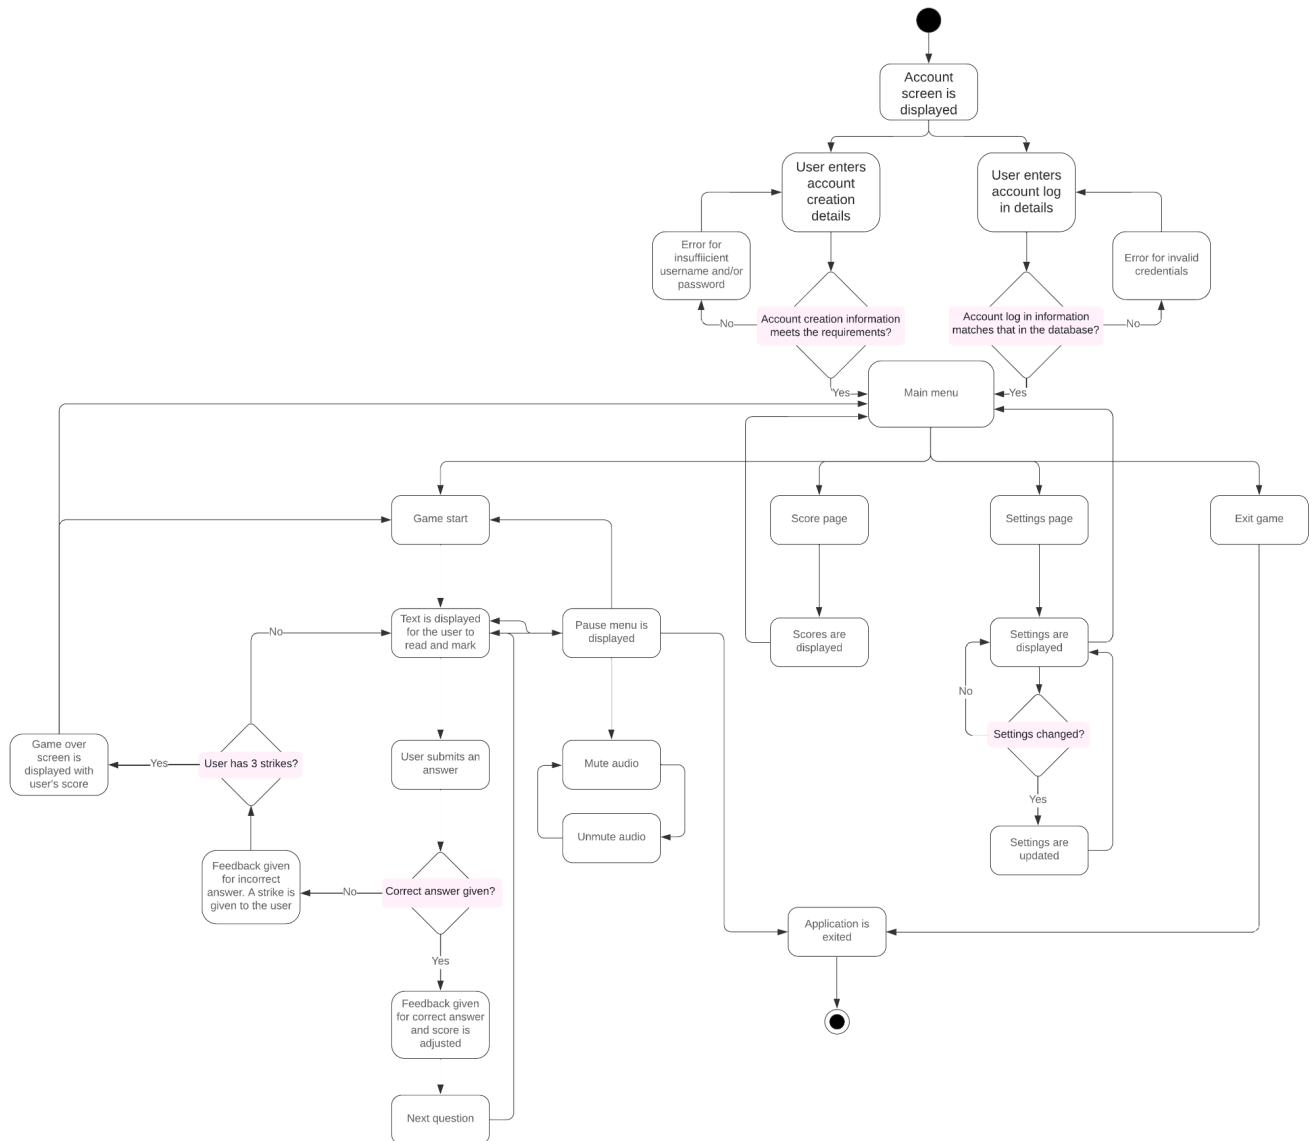 Account
screen is
displayed
User enters
account
creation
details
User enters
account log
in details
Error for
insuffiicient
username and/or
password
Error for invalid
credentials
Account creation information
meets the requirements?
No
Account log in information
matches that in the database?
No
Yes
Main menu
Yes
Game start
Score page
Settings page
Exit game
Text is displayed
for the user to
read and mark
Pause menu is
displayed
Scores are
displayed
Settings are
displayed
No
No
Settings changed?
Game over
screen is
displayed with
user's score
Yes
User has 3 strikes?
User submits an
answer
Mute audio
Yes
Unmute audio
Settings are
updated
Feedback given
for incorrect
answer. A strike is
given to the user
No
Correct answer given?
Application is
exited
Yes
Feedback given
for correct answer
and score is
adjusted
Next question